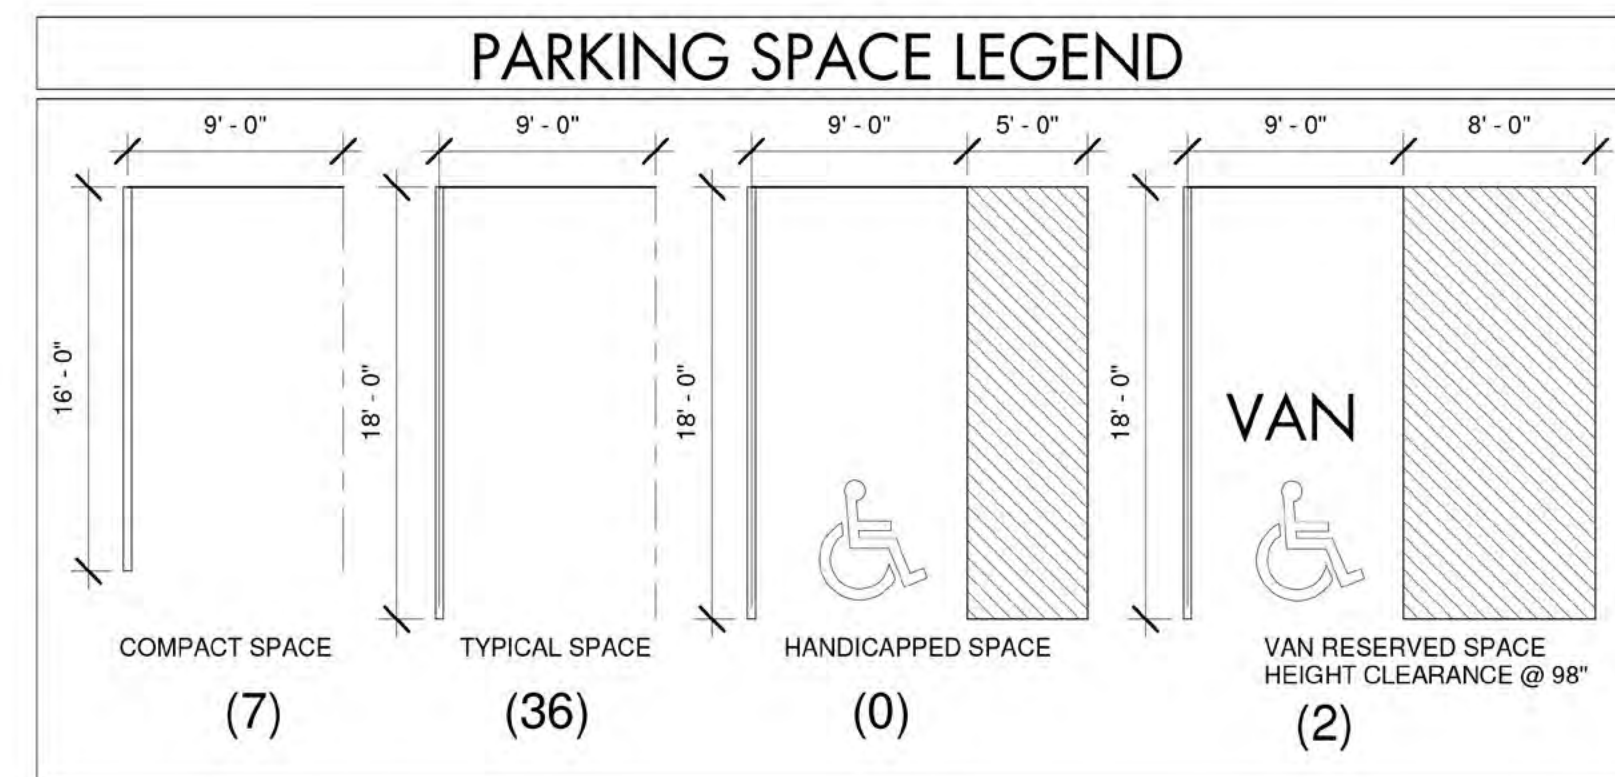 PARKING SPACE LEGEND
9' - 0"
9' - 0"
9' - 0"
5' - 0"
9' - 0"
8' - 0"
16' - 0"
18' - 0"
18' - 0"
18' - 0"
VAN
COMPACT SPACE
(7)
TYPICAL SPACE
(36)
HANDICAPPED SPACE
(0)
VAN RESERVED SPACE
HEIGHT CLEARANCE @ 98"
(2)